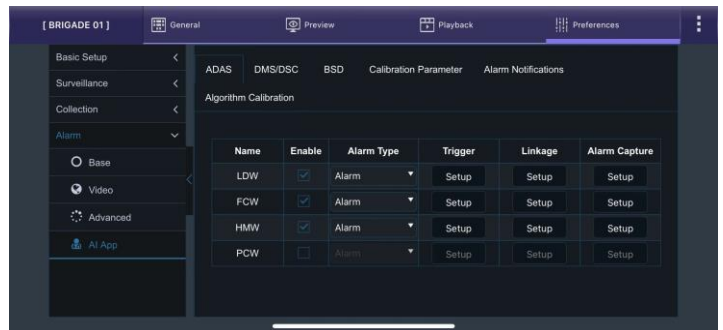 [ BRIGADE 01 ] General Preview Playback Preferences
Basic Setup
Surveillance
Collection
Alarm
Base
Video
Advanced
AI App
ADAS DMS/DSC BSD Calibration Parameter Alarm Notifications
Algorithm Calibration
Name Enable Alarm Type Trigger Linkage Alarm Capture
LDW Alarm Setup Setup Setup
FCW Alarm Setup Setup Setup
HMW Alarm Setup Setup Setup
PCW Alarm Setup Setup Setup